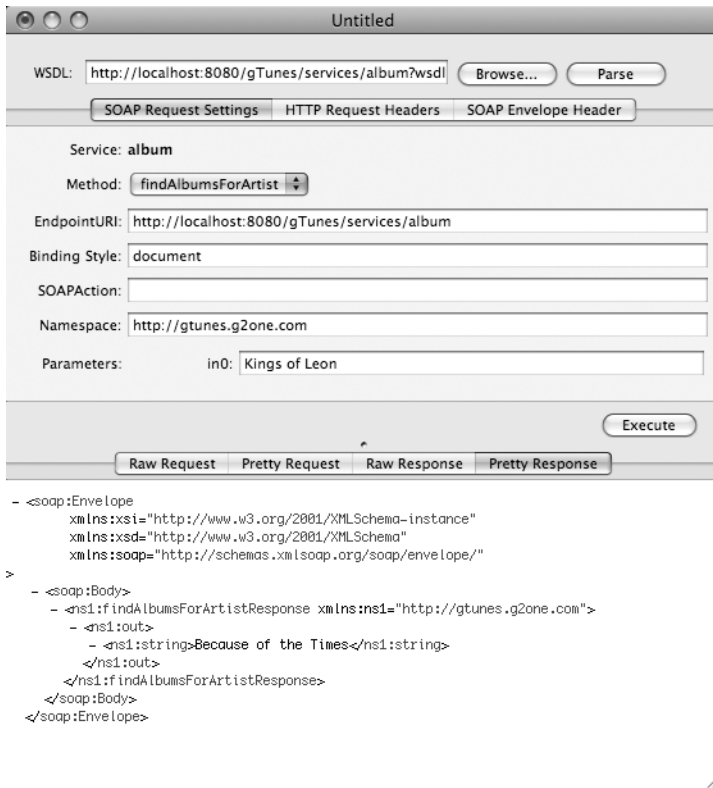 Untitled
WSDL: http://localhost:8080/gTunes/services/album?wsdl Browse... Parse
SOAP Request Settings HTTP Request Headers SOAP Envelope Header
Service: album
Method: findAlbumsForArtist
EndpointURI: http://localhost:8080/gTunes/services/album
Binding Style: document
SOAPAction:
Namespace: http://gtunes.g2one.com
Parameters: in0: Kings of Leon
Execute
Raw Request Pretty Request Raw Response Pretty Response
- <soap:Envelope
xmlns:xsi="http://www.w3.org/2001/XMLSchema-instance"
xmlns:xsd="http://www.w3.org/2001/XMLSchema"
xmlns:soap="http://schemas.xmlsoap.org/soap/envelope/"
>
- <soap:Body>
- <ns1:findAlbumsForArtistResponse xmlns:ns1="http://gtunes.g2one.com">
- <ns1:out>
- <ns1:string>Because of the Times</ns1:string>
</ns1:out>
</ns1:findAlbumsForArtistResponse>
</soap:Body>
</soap:Envelope>